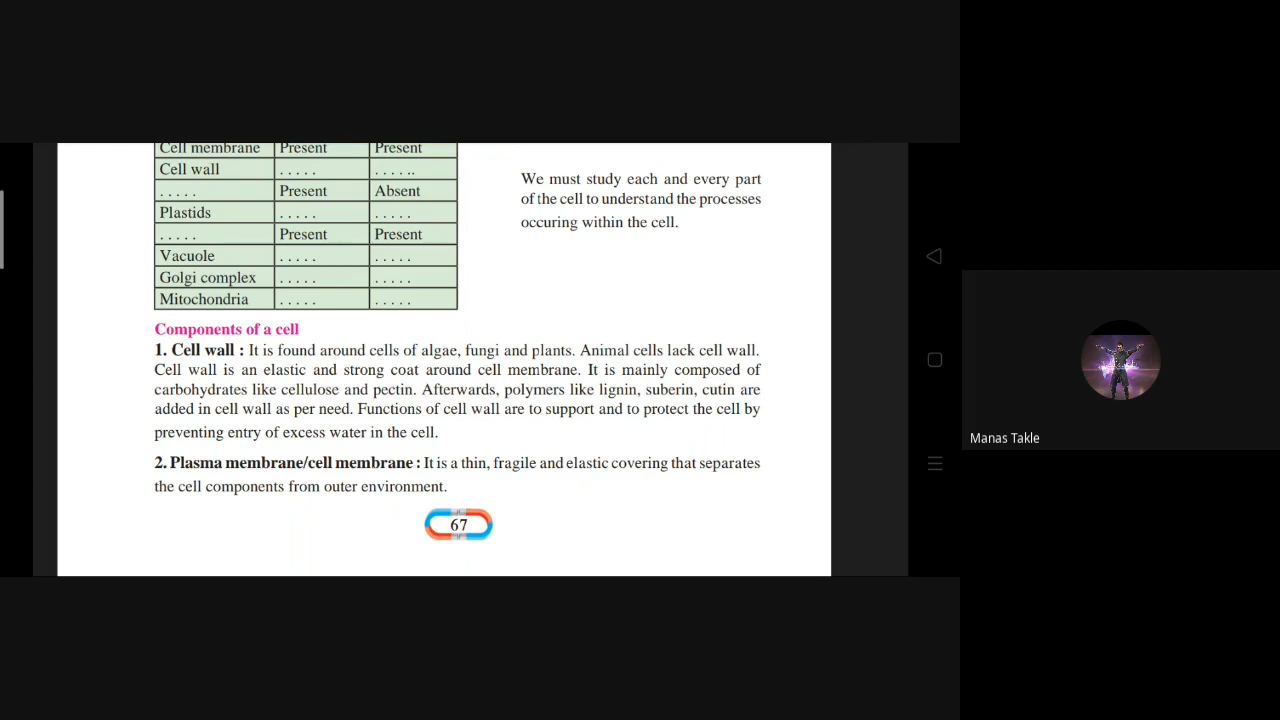 Cell membrane Present Present
Cell wall ..... .....
..... Present Absent
Plastids ..... .....
..... Present Present
Vacuole ..... .....
Golgi complex ..... .....
Mitochondria ..... .....
We must study each and every part
of the cell to understand the processes
occuring within the cell.
Components of a cell
1. Cell wall : It is found around cells of algae, fungi and plants. Animal cells lack cell wall.
Cell wall is an elastic and strong coat around cell membrane. It is mainly composed of
carbohydrates like cellulose and pectin. Afterwards, polymers like lignin, suberin, cutin are
added in cell wall as per need. Functions of cell wall are to support and to protect the cell by
preventing entry of excess water in the cell.
2. Plasma membrane/cell membrane : It is a thin, fragile and elastic covering that separates
the cell components from outer environment.
67
Manas Takle